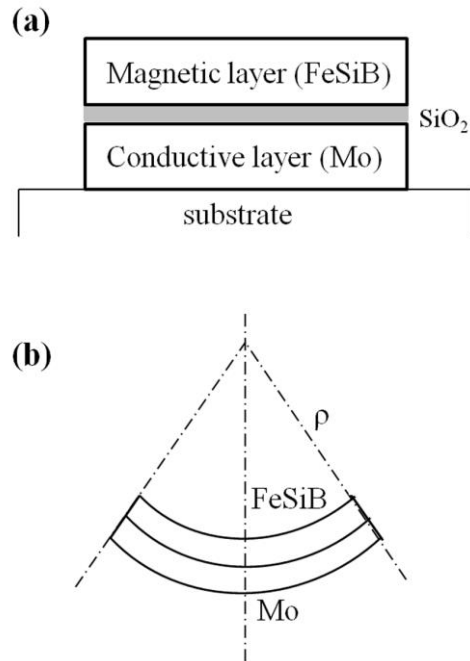 (a)
Magnetic layer (FeSiB)
SiO₂
Conductive layer (Mo)
substrate
(b)
ρ
FeSiB
Mo